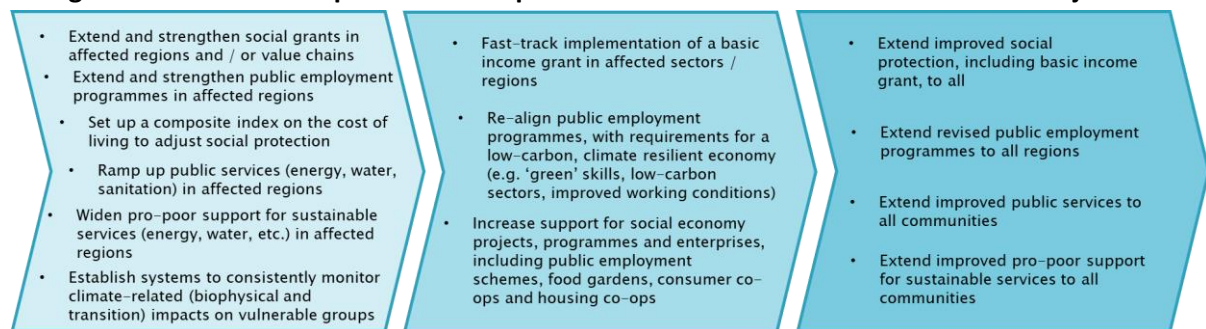 • Extend and strengthen social grants in
affected regions and / or value chains
• Extend and strengthen public employment
programmes in affected regions
• Set up a composite index on the cost of
living to adjust social protection
• Ramp up public services (energy, water,
sanitation) in affected regions
• Widen pro-poor support for sustainable
services (energy, water, etc.) in affected
regions
• Establish systems to consistently monitor
climate-related (biophysical and
transition) impacts on vulnerable groups
• Fast-track implementation of a basic
income grant in affected sectors /
regions
• Re-align public employment
programmes, with requirements for a
low-carbon, climate resilient economy
(e.g. ‘green’ skills, low-carbon
sectors, improved working conditions)
• Increase support for social economy
projects, programmes and enterprises,
including public employment
schemes, food gardens, consumer co-
ops and housing co-ops
• Extend improved social
protection, including basic income
grant, to all
• Extend revised public employment
programmes to all regions
• Extend improved public services to
all communities
• Extend improved pro-poor support
for sustainable services to all
communities